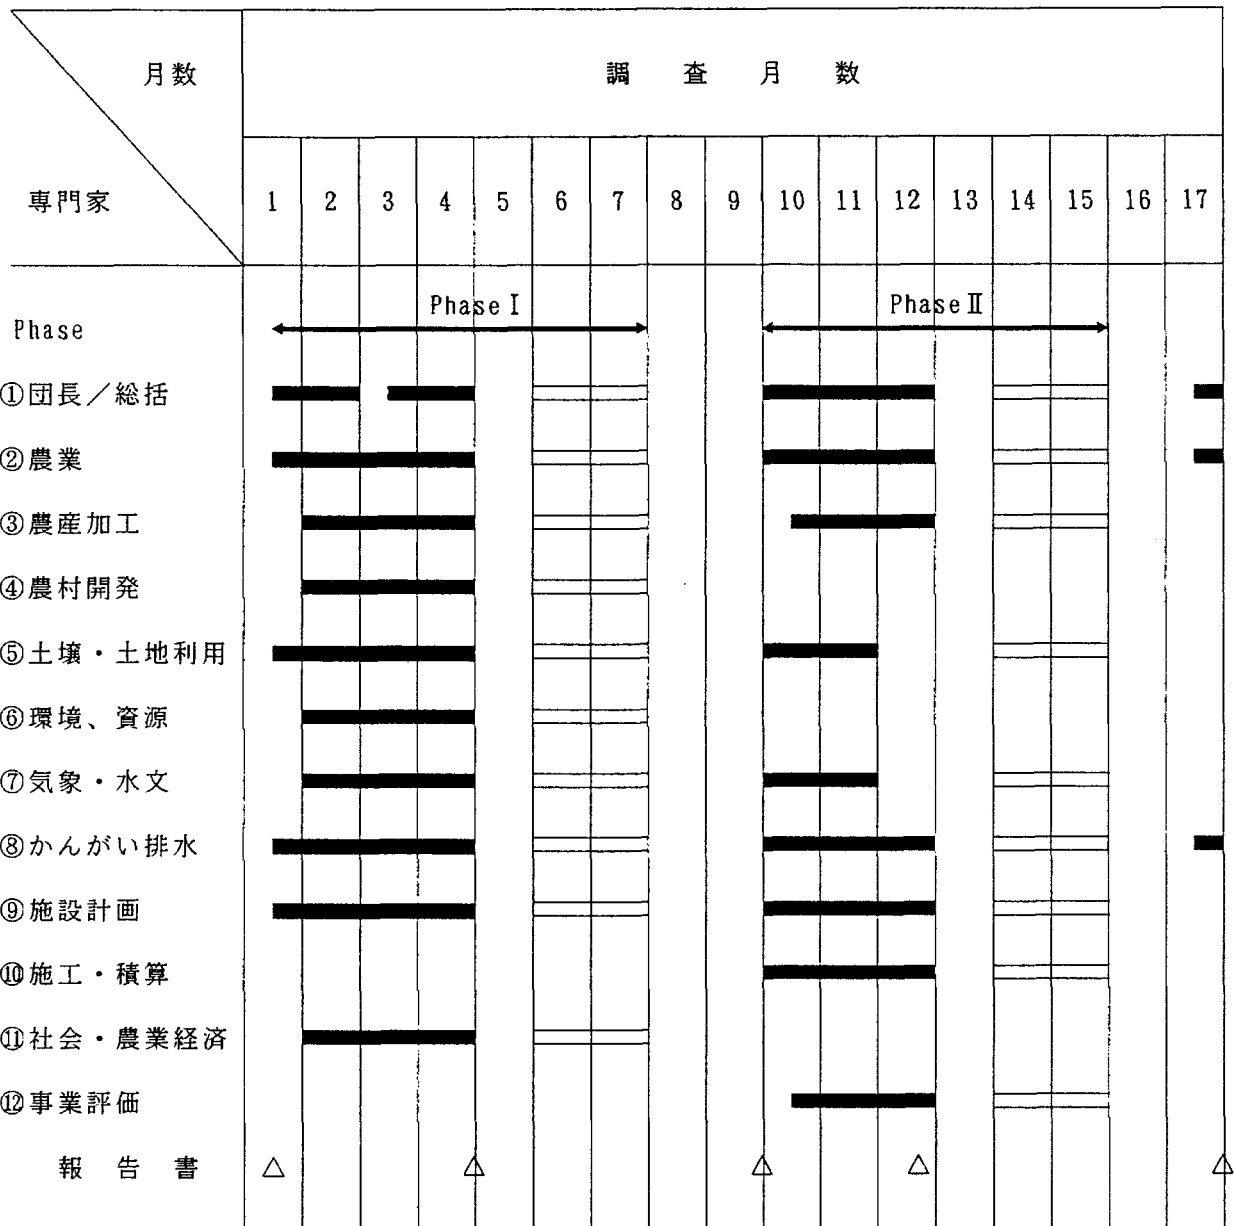 月数
調査月数
専門家
1 2 3 4 5 6 7 8 9 10 11 12 13 14 15 16 17
Phase I Phase II
Phase
①団長／総括
②農業
③農産加工
④農村開発
⑤土壌・土地利用
⑥環境、資源
⑦気象・水文
⑧かんがい排水
⑨施設計画
⑩施工・積算
⑪社会・農業経済
⑫事業評価
報告書